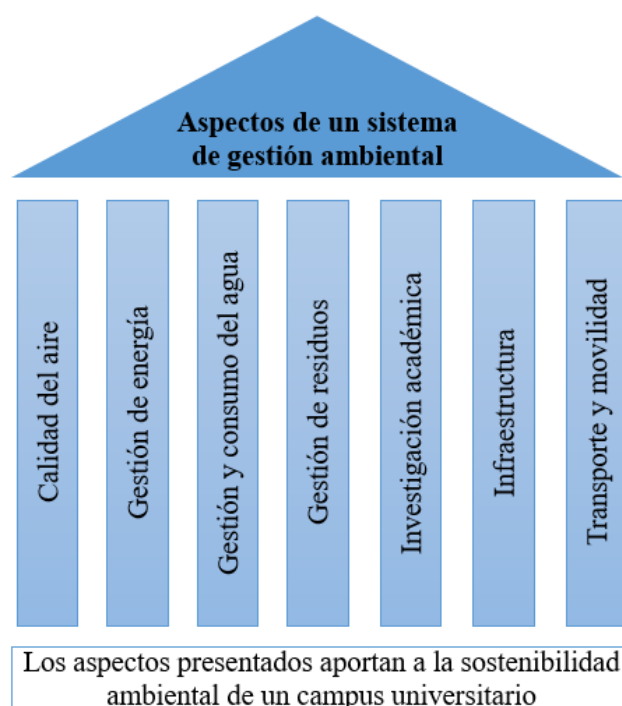 Aspectos de un sistema
de gestión ambiental
Calidad del aire
Gestión de energía
Gestión y consumo del agua
Gestión de residuos
Investigación académica
Infraestructura
Transporte y movilidad
Los aspectos presentados aportan a la sostenibilidad
ambiental de un campus universitario